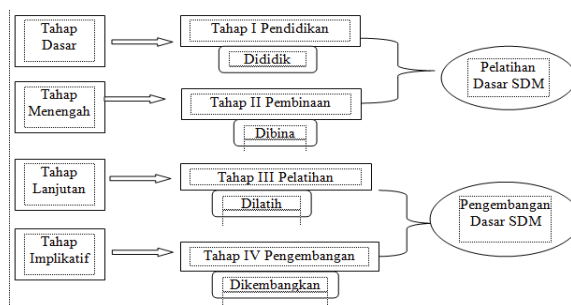 Tahap
Dasar
Tahap I Pendidikan
Dididik
Tahap
Menengah
Tahap II Pembinaan
Dibina
Pelatihan
Dasar SDM
Tahap
Lanjutan
Tahap III Pelatihan
Dilatih
Tahap
Implikatif
Tahap IV Pengembangan
Dikembangkan
Pengembangan
Dasar SDM